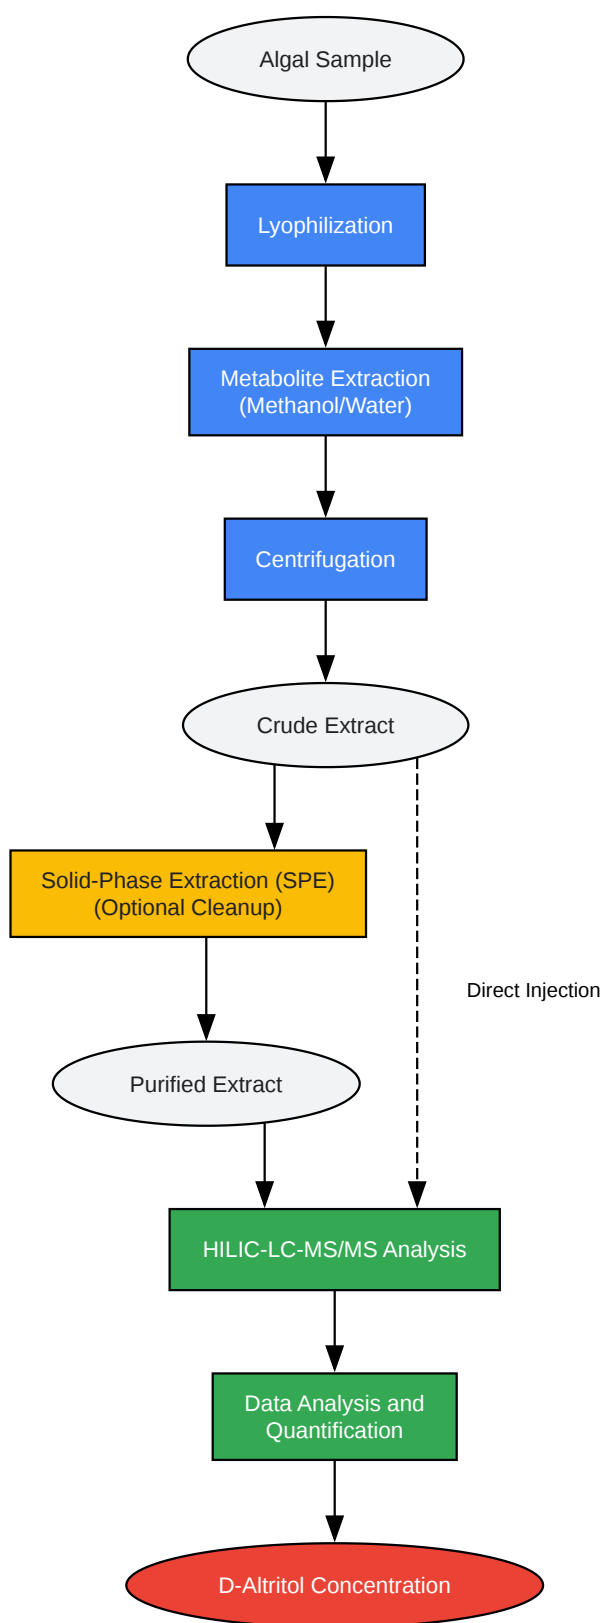 Algal Sample
Lyophilization
Metabolite Extraction
(Methanol/Water)
Centrifugation
Crude Extract
Solid-Phase Extraction (SPE)
(Optional Cleanup)
Direct Injection
Purified Extract
HILIC-LC-MS/MS Analysis
Data Analysis and
Quantification
D-Altritol Concentration